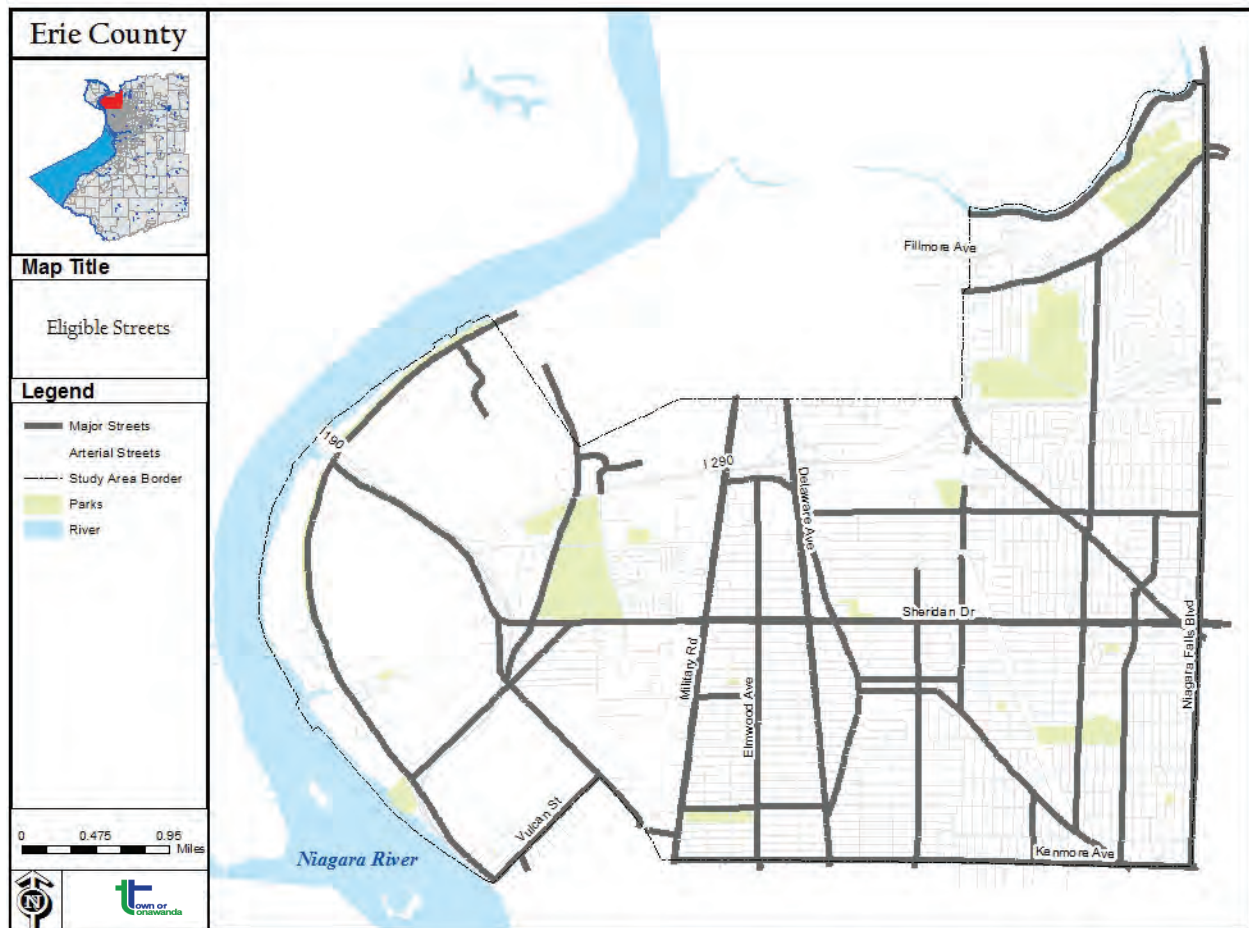 Erie County
Map Title
Eligible Streets
Legend
Major Streets
Arterial Streets
Study Area Border
Parks
River
0 0.475 0.95
Miles
N
town of
tonawanda
Fillmore Ave
I 190
I 290
Delaware Ave
Sheridan Dr
Military Rd
Elmwood Ave
Niagara Falls Blvd
Vulcan St
Kenmore Ave
Niagara River